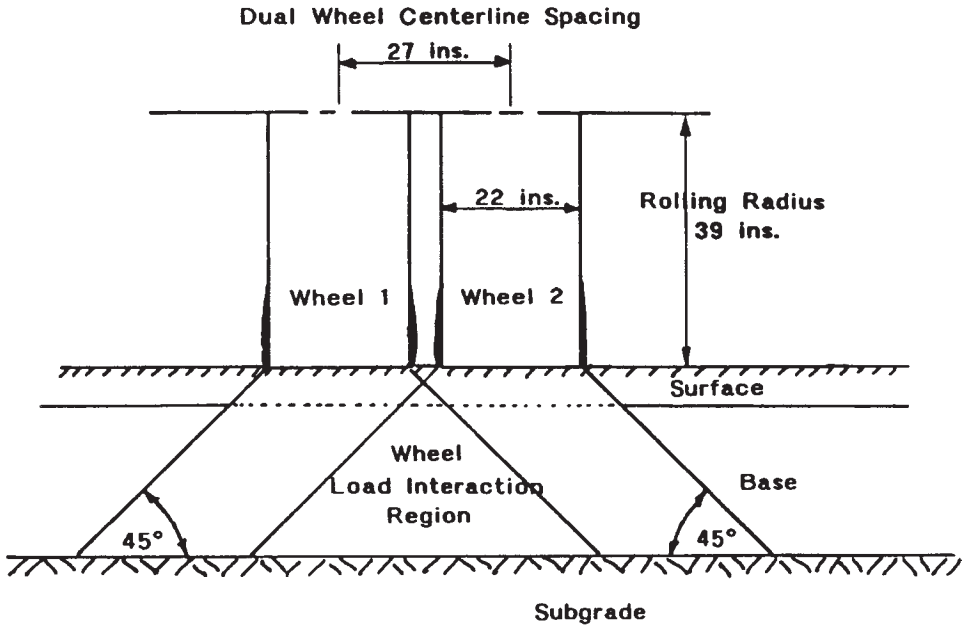 Dual Wheel Centerline Spacing
27 ins.
22 ins.
Rolling Radius
39 ins.
Wheel 1
Wheel 2
Surface
Wheel
Load Interaction
Region
Base
45°
45°
Subgrade